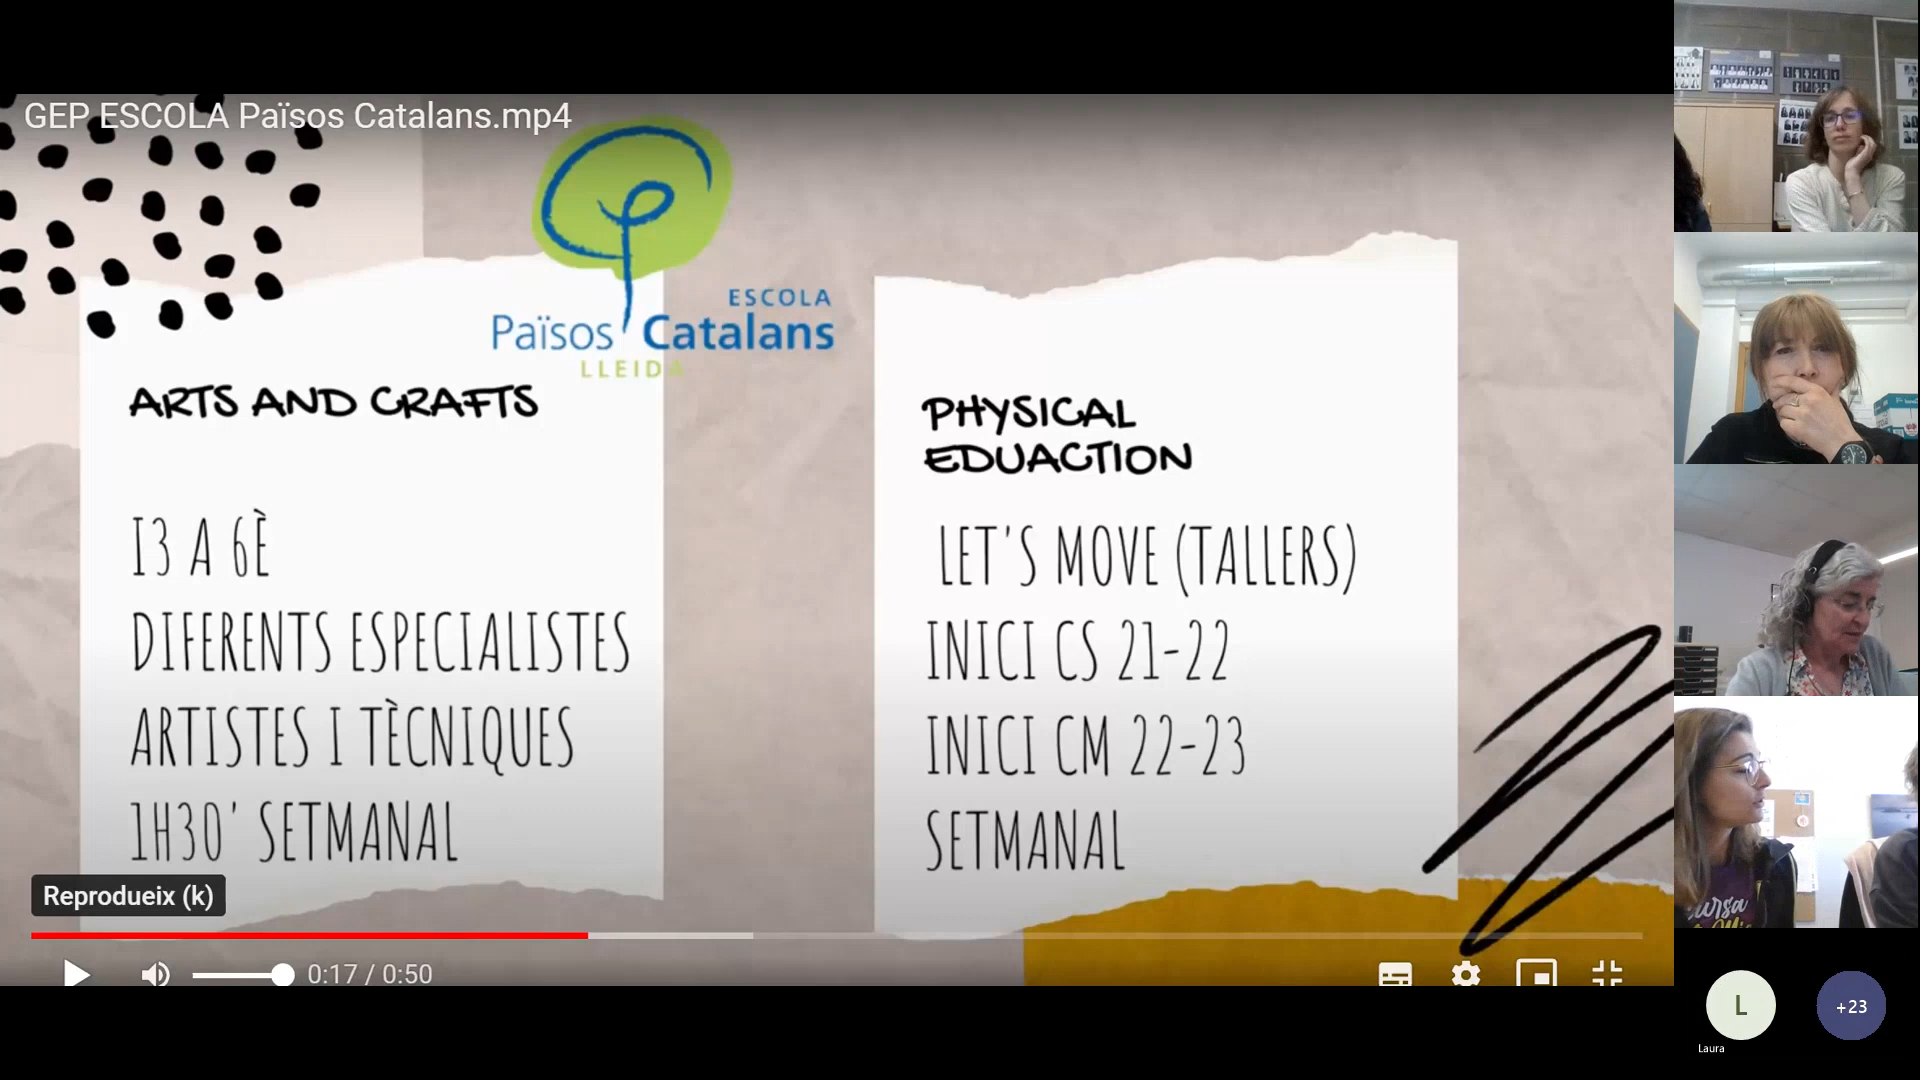 GEP ESCOLA Països Catalans.mp4
ESCOLA
Països Catalans
LLEIDA
ARTS AND CRAFTS
I3 A 6È
DIFERENTS ESPECIALISTES
ARTISTES I TÈCNIQUES
1H30' SETMANAL
PHYSICAL
EDUACTION
LET'S MOVE (TALLERS)
INICI CS 21-22
INICI CM 22-23
SETMANAL
Reprodueix (k)
0:17 / 0:50
L
Laura
+23